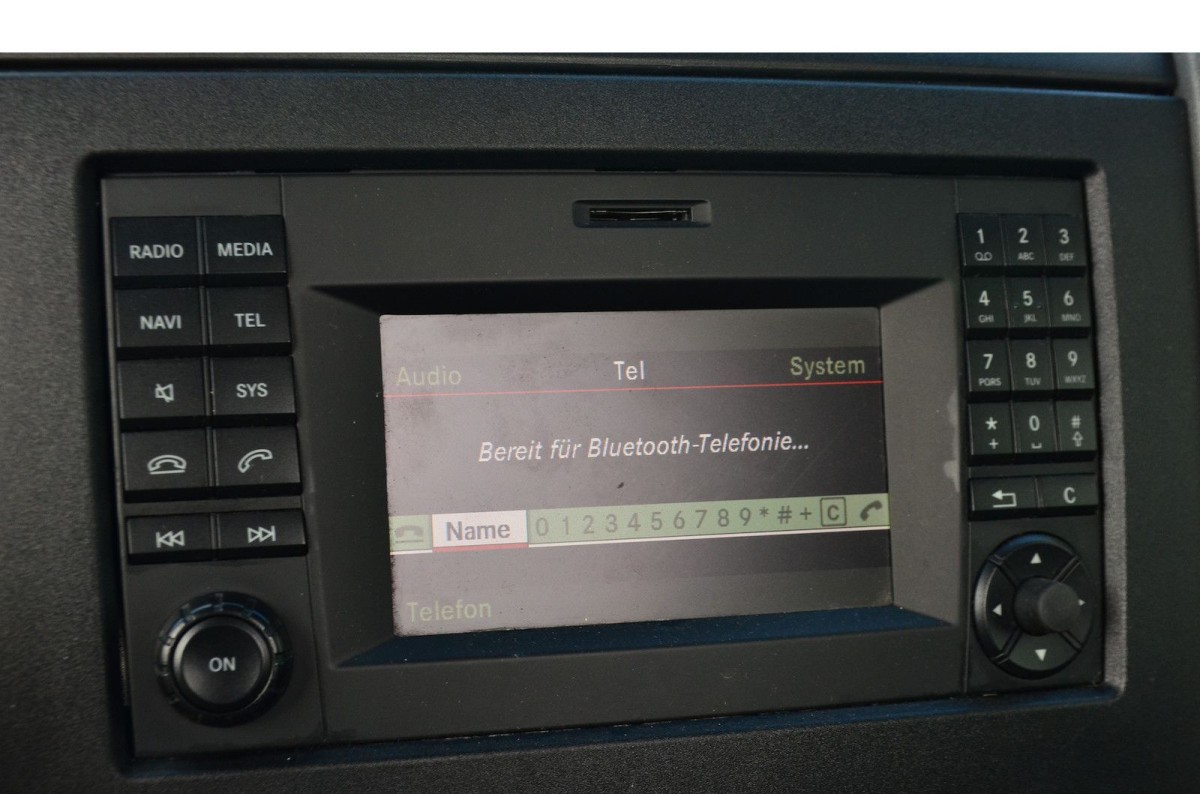 RADIO MEDIA
NAVI TEL
SYS
ON
Audio Tel System
Bereit für Bluetooth-Telefonie...
Name 0 1 2 3 4 5 6 7 8 9 * # + C
Telefon
1 2 3
ABC DEF
4 5 6
GHI JKL MNO
7 8 9
PQRS TUV WXYZ
* 0 #
+
C